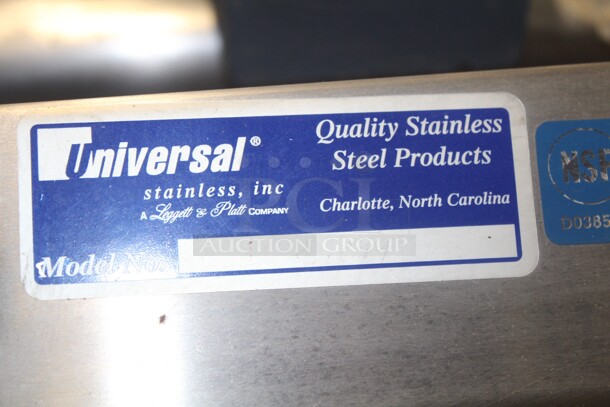 Universal®
stainless, inc
A Leggett & Platt COMPANY
Quality Stainless
Steel Products
Charlotte, North Carolina
Model No.
PCI
AUCTION GROUP
NSF
D0385